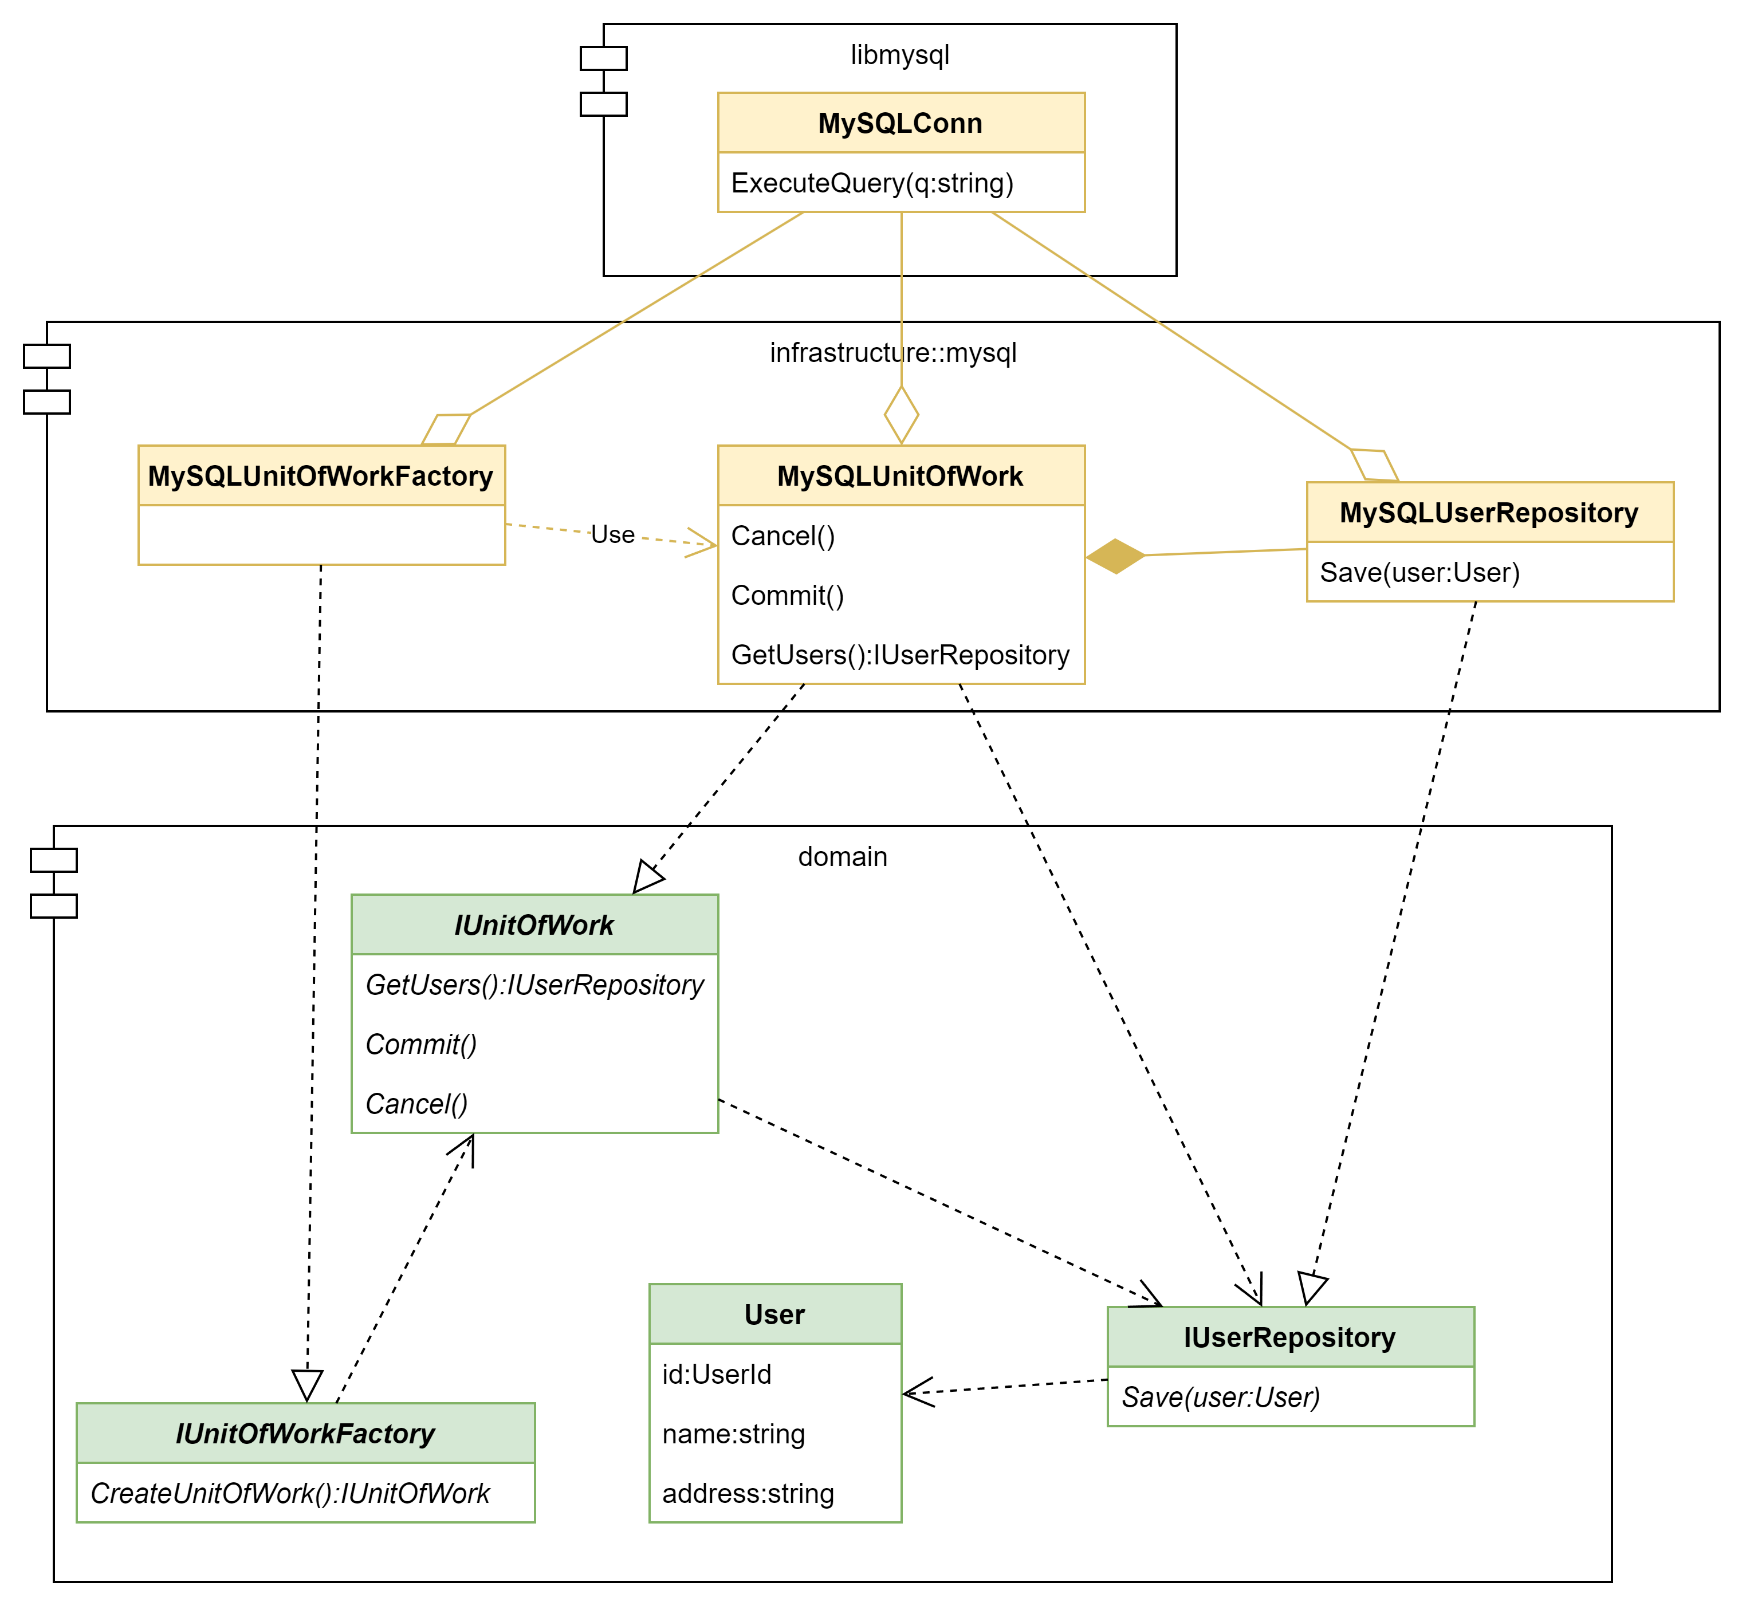 libmysql
MySQLConn
ExecuteQuery(q:string)
infrastructure::mysql
MySQLUnitOfWorkFactory
Use
MySQLUnitOfWork
Cancel()
Commit()
GetUsers():IUserRepository
MySQLUserRepository
Save(user:User)
domain
IUnitOfWork
GetUsers():IUserRepository
Commit()
Cancel()
User
id:UserId
name:string
address:string
IUserRepository
Save(user:User)
IUnitOfWorkFactory
CreateUnitOfWork():IUnitOfWork